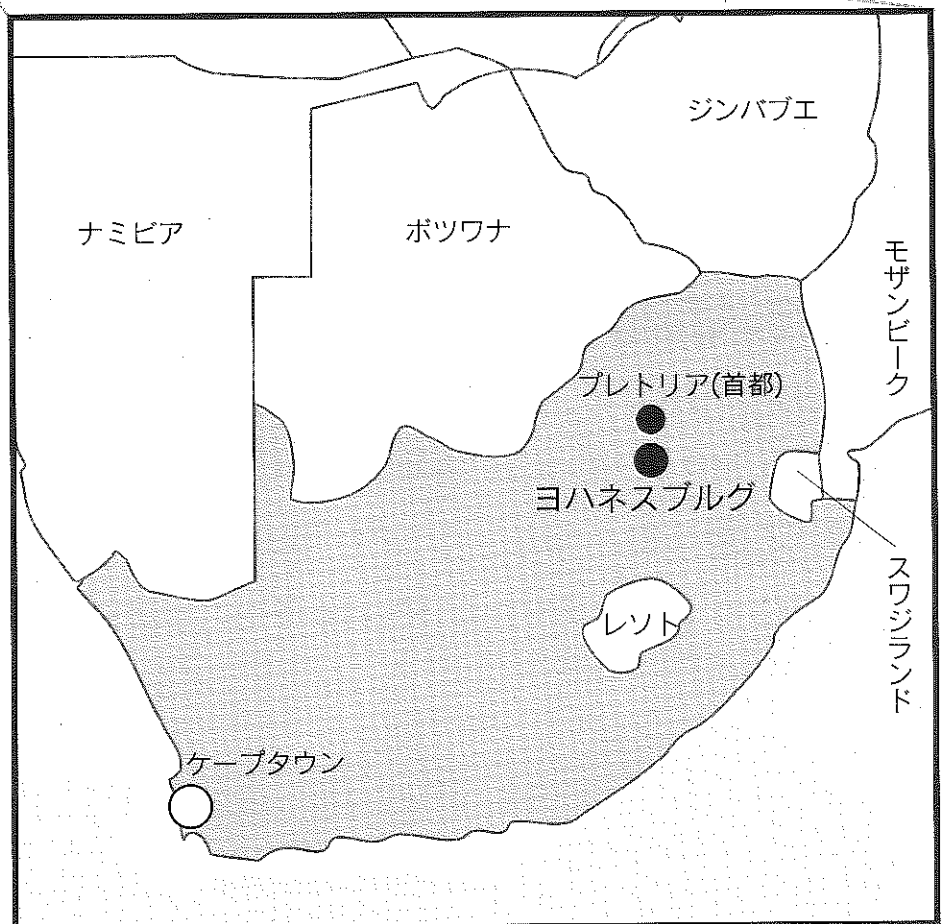 ジンバブエ
ナミビア
ボツワナ
モザンビーク
プレトリア(首都)
ヨハネスブルグ
スワジランド
レソト
ケープタウン